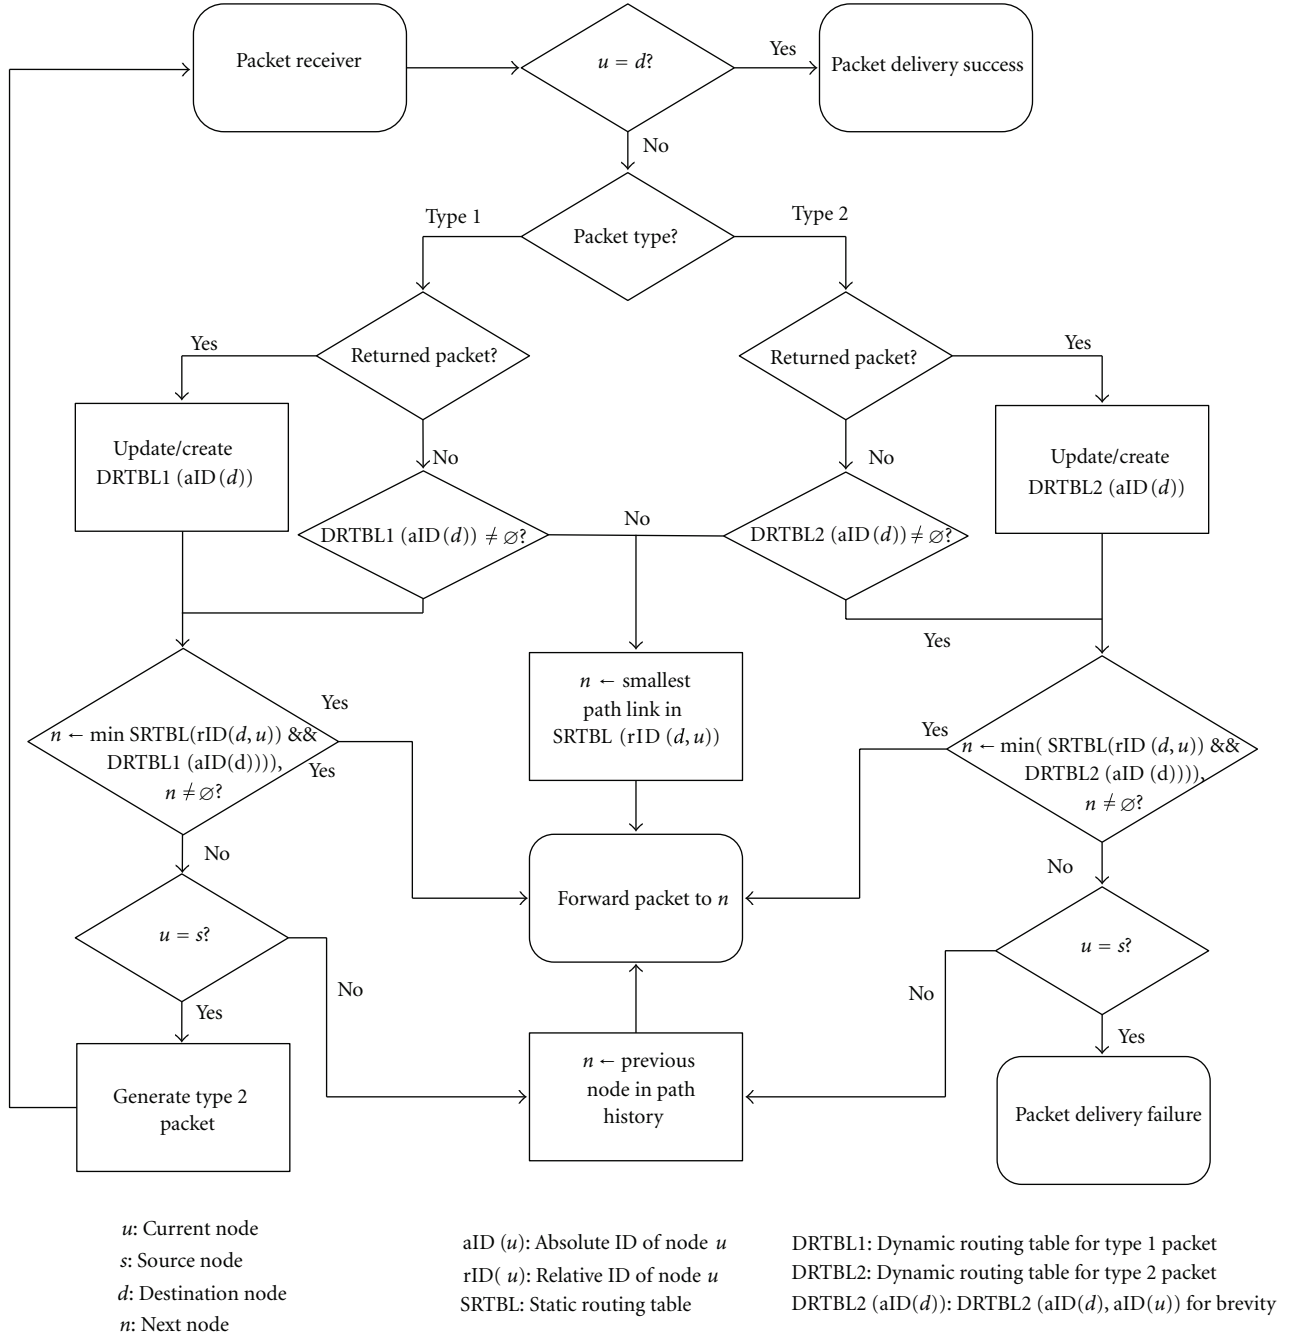 Packet receiver
u = d?
Yes
Packet delivery success
No
Type 1
Packet type?
Type 2
Yes
Returned packet?
Returned packet?
Yes
Update/create
DRTBL1 (aID(d))
No
No
Update/create
DRTBL2 (aID(d))
DRTBL1 (aID(d)) ≠ ∅?
No
DRTBL2 (aID(d)) ≠ ∅?
Yes
n ← smallest
path link in
SRTBL (rID (d, u))
Yes
n ← min SRTBL(rID(d, u)) &&
DRTBL1 (aID(d)))),
n ≠ ∅?
Yes
Yes
n ← min( SRTBL(rID (d, u)) &&
DRTBL2 (aID (d)))),
n ≠ ∅?
No
No
Forward packet to n
u = s?
u = s?
No
No
Yes
Yes
Generate type 2
packet
n ← previous
node in path
history
Packet delivery failure
u: Current node
s: Source node
d: Destination node
n: Next node
aID (u): Absolute ID of node u
rID( u): Relative ID of node u
SRTBL: Static routing table
DRTBL1: Dynamic routing table for type 1 packet
DRTBL2: Dynamic routing table for type 2 packet
DRTBL2 (aID(d)): DRTBL2 (aID(d), aID(u)) for brevity